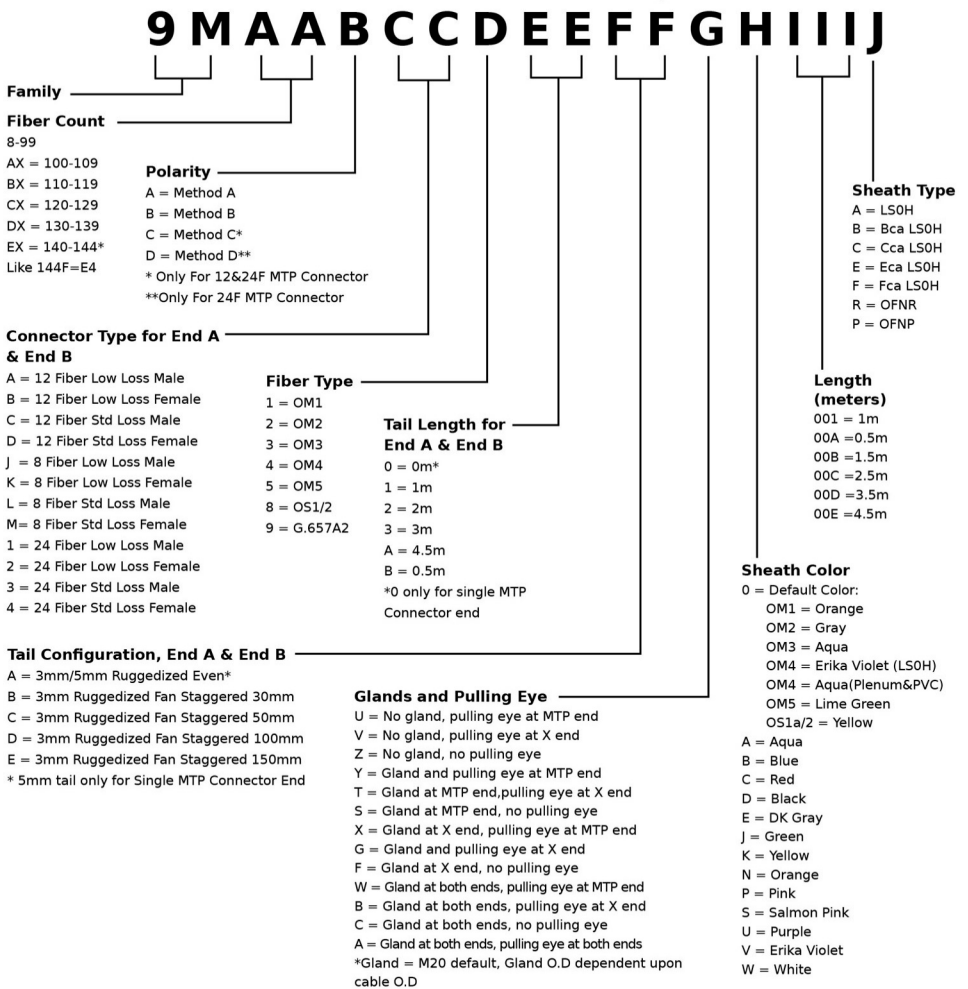 9 M A A B C C D E E F F G H I I I J
Family
Fiber Count
8-99
AX = 100-109
BX = 110-119
CX = 120-129
DX = 130-139
EX = 140-144*
Like 144F=E4
Polarity
A = Method A
B = Method B
C = Method C*
D = Method D**
* Only For 12&24F MTP Connector
**Only For 24F MTP Connector
Connector Type for End A
& End B
A = 12 Fiber Low Loss Male
B = 12 Fiber Low Loss Female
C = 12 Fiber Std Loss Male
D = 12 Fiber Std Loss Female
J = 8 Fiber Low Loss Male
K = 8 Fiber Low Loss Female
L = 8 Fiber Std Loss Male
M= 8 Fiber Std Loss Female
1 = 24 Fiber Low Loss Male
2 = 24 Fiber Low Loss Female
3 = 24 Fiber Std Loss Male
4 = 24 Fiber Std Loss Female
Fiber Type
1 = OM1
2 = OM2
3 = OM3
4 = OM4
5 = OM5
8 = OS1/2
9 = G.657A2
Tail Length for
End A & End B
0 = 0m*
1 = 1m
2 = 2m
3 = 3m
A = 4.5m
B = 0.5m
*0 only for single MTP
Connector end
Tail Configuration, End A & End B
A = 3mm/5mm Ruggedized Even*
B = 3mm Ruggedized Fan Staggered 30mm
C = 3mm Ruggedized Fan Staggered 50mm
D = 3mm Ruggedized Fan Staggered 100mm
E = 3mm Ruggedized Fan Staggered 150mm
* 5mm tail only for Single MTP Connector End
Glands and Pulling Eye
U = No gland, pulling eye at MTP end
V = No gland, pulling eye at X end
Z = No gland, no pulling eye
Y = Gland and pulling eye at MTP end
T = Gland at MTP end,pulling eye at X end
S = Gland at MTP end, no pulling eye
X = Gland at X end, pulling eye at MTP end
G = Gland and pulling eye at X end
F = Gland at X end, no pulling eye
W = Gland at both ends, pulling eye at MTP end
B = Gland at both ends, pulling eye at X end
C = Gland at both ends, no pulling eye
A = Gland at both ends, pulling eye at both ends
*Gland = M20 default, Gland O.D dependent upon
cable O.D
Sheath Color
0 = Default Color:
OM1 = Orange
OM2 = Gray
OM3 = Aqua
OM4 = Erika Violet (LS0H)
OM4 = Aqua(Plenum&PVC)
OM5 = Lime Green
OS1a/2 = Yellow
A = Aqua
B = Blue
C = Red
D = Black
E = DK Gray
J = Green
K = Yellow
N = Orange
P = Pink
S = Salmon Pink
U = Purple
V = Erika Violet
W = White
Length
(meters)
001 = 1m
00A =0.5m
00B =1.5m
00C =2.5m
00D =3.5m
00E =4.5m
Sheath Type
A = LS0H
B = Bca LS0H
C = Cca LS0H
E = Eca LS0H
F = Fca LS0H
R = OFNR
P = OFNP